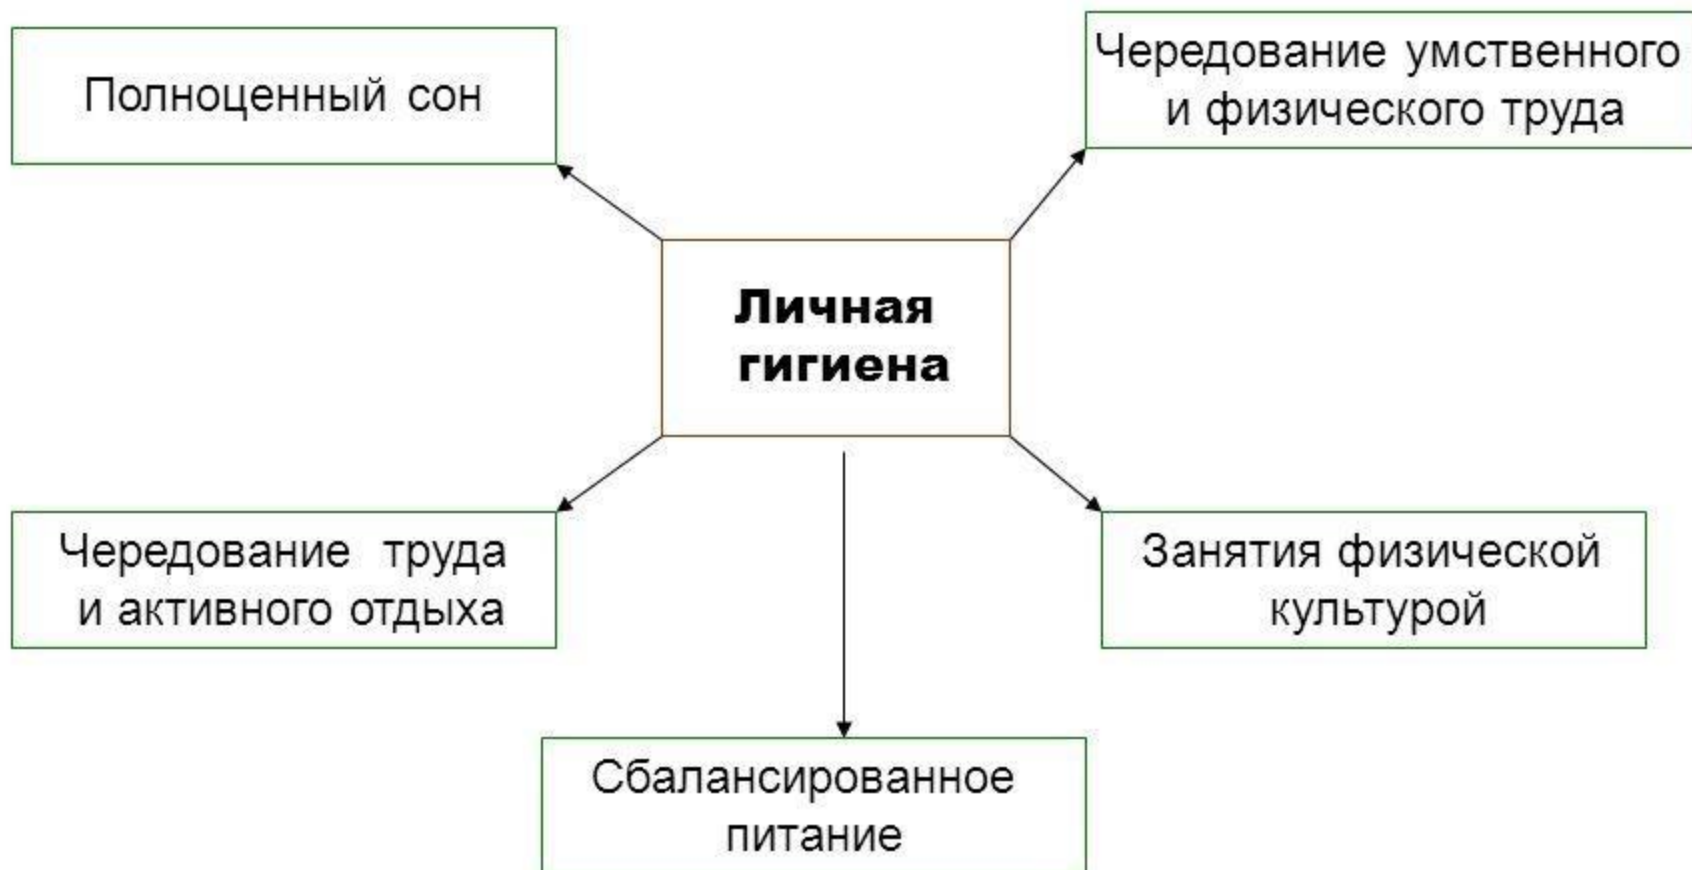 Полноценный сон
Чередование умственного
и физического труда
Личная
гигиена
Чередование труда
и активного отдыха
Занятия физической
культурой
Сбалансированное
питание